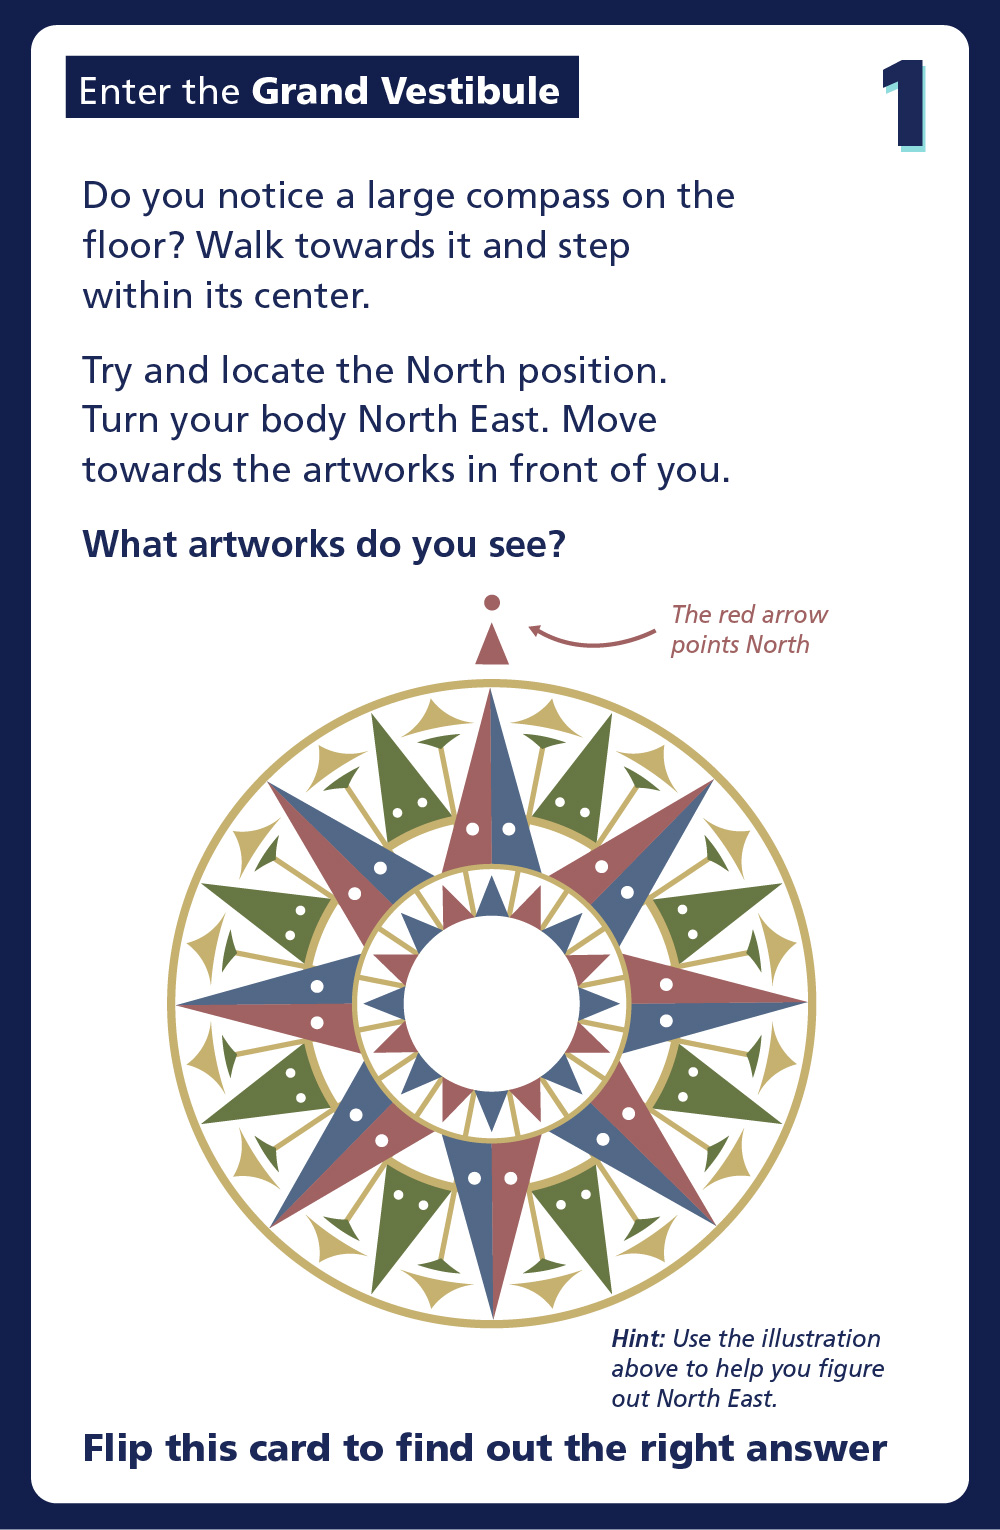 Enter the Grand Vestibule
1
Do you notice a large compass on the
floor? Walk towards it and step
within its center.
Try and locate the North position.
Turn your body North East. Move
towards the artworks in front of you.
What artworks do you see?
The red arrow
points North
Hint: Use the illustration
above to help you figure
out North East.
Flip this card to find out the right answer